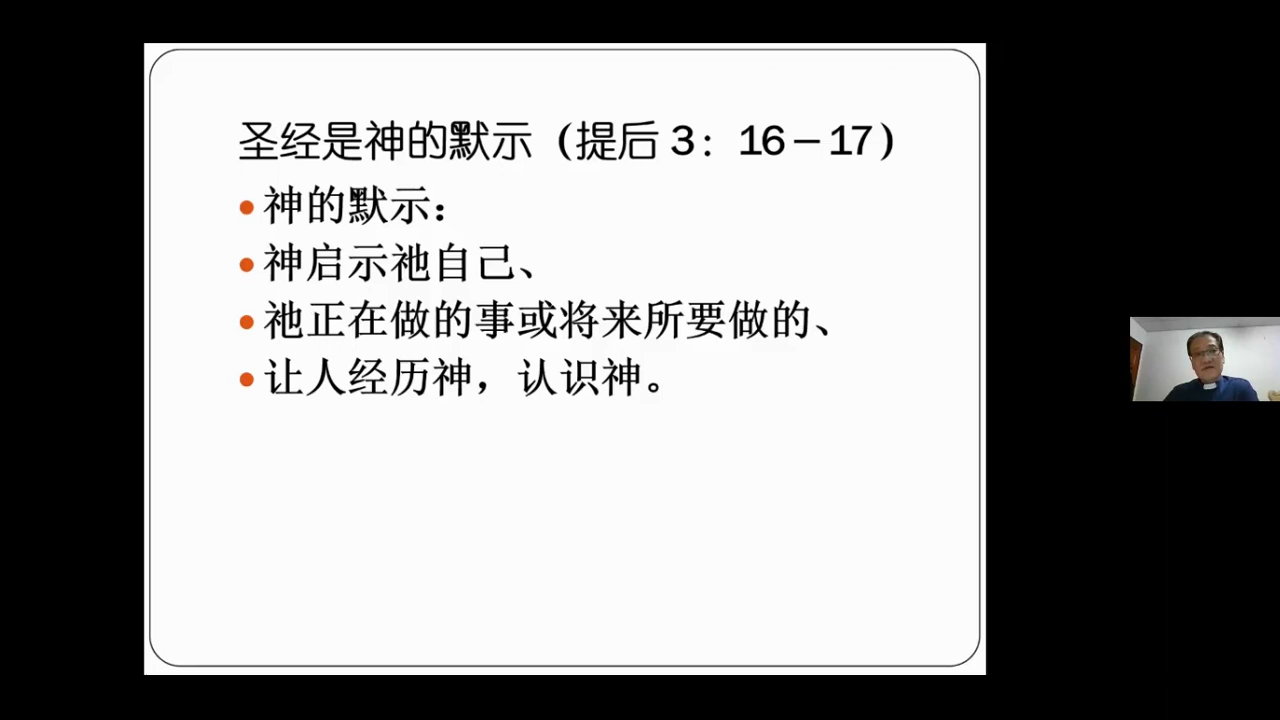 圣经是神的默示（提后 3：16－17）
•神的默示：
•神启示祂自己、
•祂正在做的事或将来所要做的、
•让人经历神，认识神。